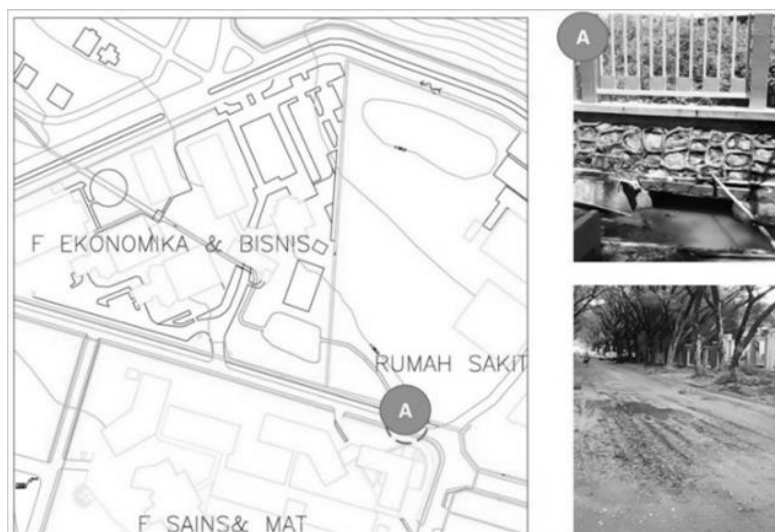 A
F EKONOMIKA & BISNIS
RUMAH SAKIT
A
F SAINS& MAT